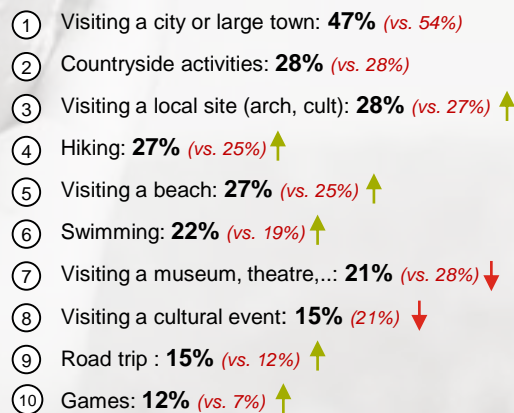 1 Visiting a city or large town: 47% (vs. 54%)
2 Countryside activities: 28% (vs. 28%)
3 Visiting a local site (arch, cult): 28% (vs. 27%)
4 Hiking: 27% (vs. 25%)
5 Visiting a beach: 27% (vs. 25%)
6 Swimming: 22% (vs. 19%)
7 Visiting a museum, theatre,..: 21% (vs. 28%)
8 Visiting a cultural event: 15% (21%)
9 Road trip : 15% (vs. 12%)
10 Games: 12% (vs. 7%)